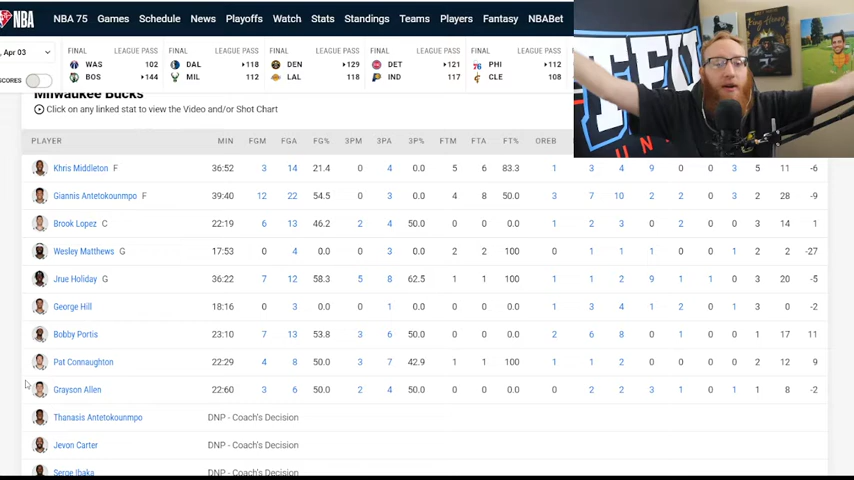 NBA NBA 75 Games Schedule News Playoffs Watch Stats Standings Teams Players Fantasy NBABet
, Apr 03 FINAL LEAGUE PASS FINAL LEAGUE PASS FINAL LEAGUE PASS FINAL LEAGUE PASS FINAL LEAGUE PASS
WAS 102 DAL 118 DEN 129 DET 121 PHI 112
SCORES BOS 144 MIL 112 LAL 118 IND 117 CLE 108
Milwaukee Bucks
Click on any linked stat to view the Video and/or Shot Chart
PLAYER MIN FGM FGA FG% 3PM 3PA 3P% FTM FTA FT% OREB
Khris Middleton F 36:52 3 14 21.4 0 4 0.0 5 6 83.3 1 3 4 9 0 0 3 5 11 -6
Giannis Antetokounmpo F 39:40 12 22 54.5 0 3 0.0 4 8 50.0 3 7 10 2 2 0 3 2 28 -9
Brook Lopez C 22:19 6 13 46.2 2 4 50.0 0 0 0.0 1 2 3 0 2 0 0 3 14 1
Wesley Matthews G 17:53 0 4 0.0 0 3 0.0 2 2 100 0 1 1 1 0 0 1 2 2 -27
Jrue Holiday G 36:22 7 12 58.3 5 8 62.5 1 1 100 0 1 1 2 9 1 1 0 3 20 -5
George Hill 18:16 0 3 0.0 0 1 0.0 0 0 0.0 1 3 4 1 2 0 1 3 0 -2
Bobby Portis 23:10 7 13 53.8 3 6 50.0 0 0 0.0 2 6 8 0 1 0 0 1 17 11
Pat Connaughton 22:29 4 8 50.0 3 7 42.9 1 1 100 0 1 1 2 0 0 0 0 2 12 9
Grayson Allen 22:60 3 6 50.0 2 4 50.0 0 0 0.0 0 2 2 3 1 0 1 1 8 -2
Thanasis Antetokounmpo DNP - Coach's Decision
Jevon Carter DNP - Coach's Decision
Serge Ibaka DNP - Coach's Decision